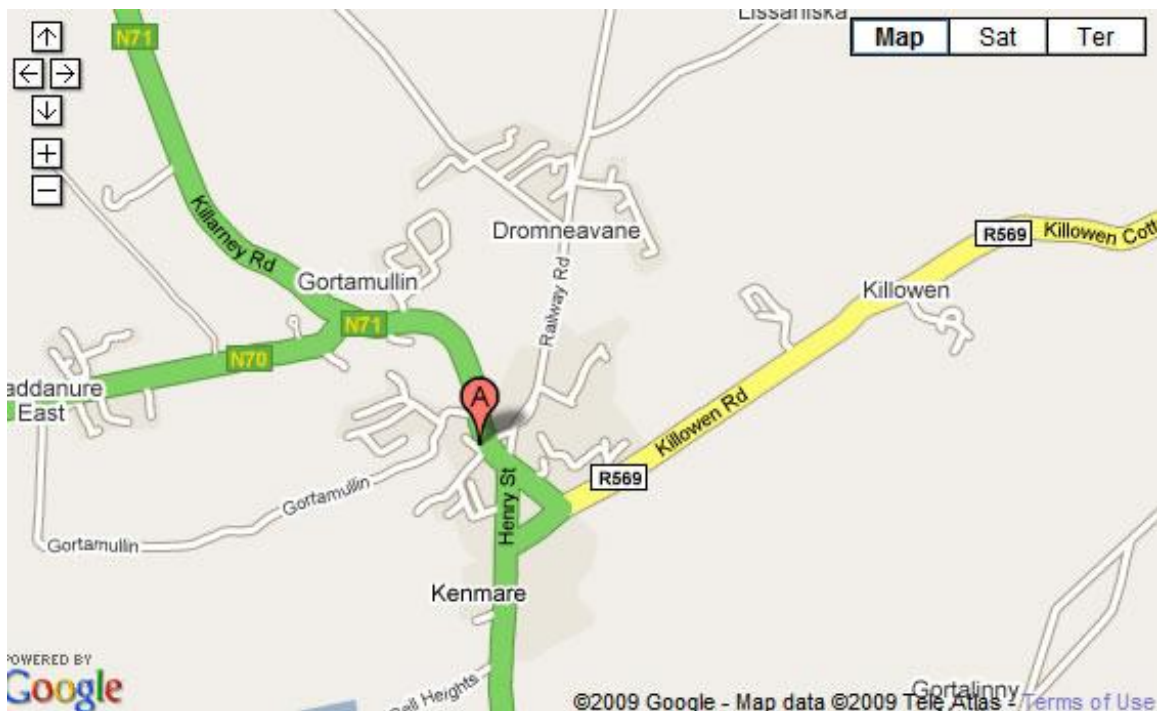 Lissaniska
N71
Map Sat Ter
Killarney Rd
Dromneavane
R569
Killowen Cott
Gortamullin
Railway Rd
Killowen
N71
N70
addanure
East
A
Killowen Rd
R569
Gortamullin
Henry St
Gortamullin
Kenmare
POWERED BY
Google
Bell Heights
Gortalinny
©2009 Google - Map data ©2009 Tele Atlas - Terms of Use